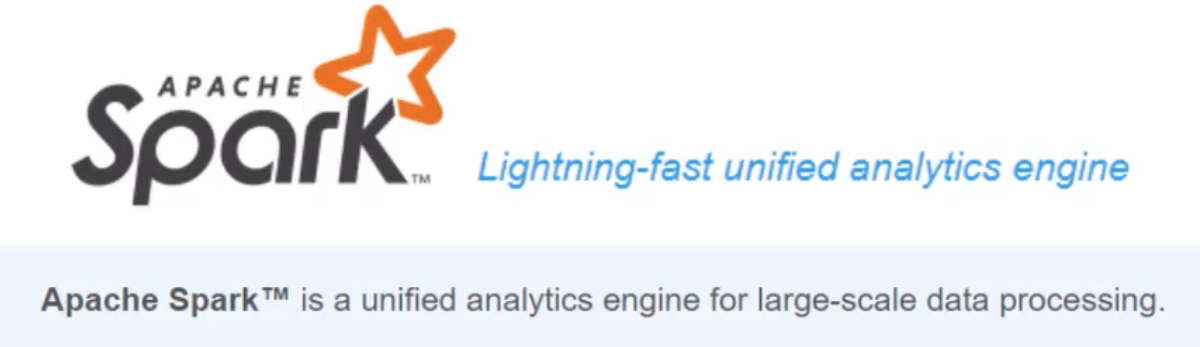 APACHE
Spark™ Lightning-fast unified analytics engine
Apache Spark™ is a unified analytics engine for large-scale data processing.